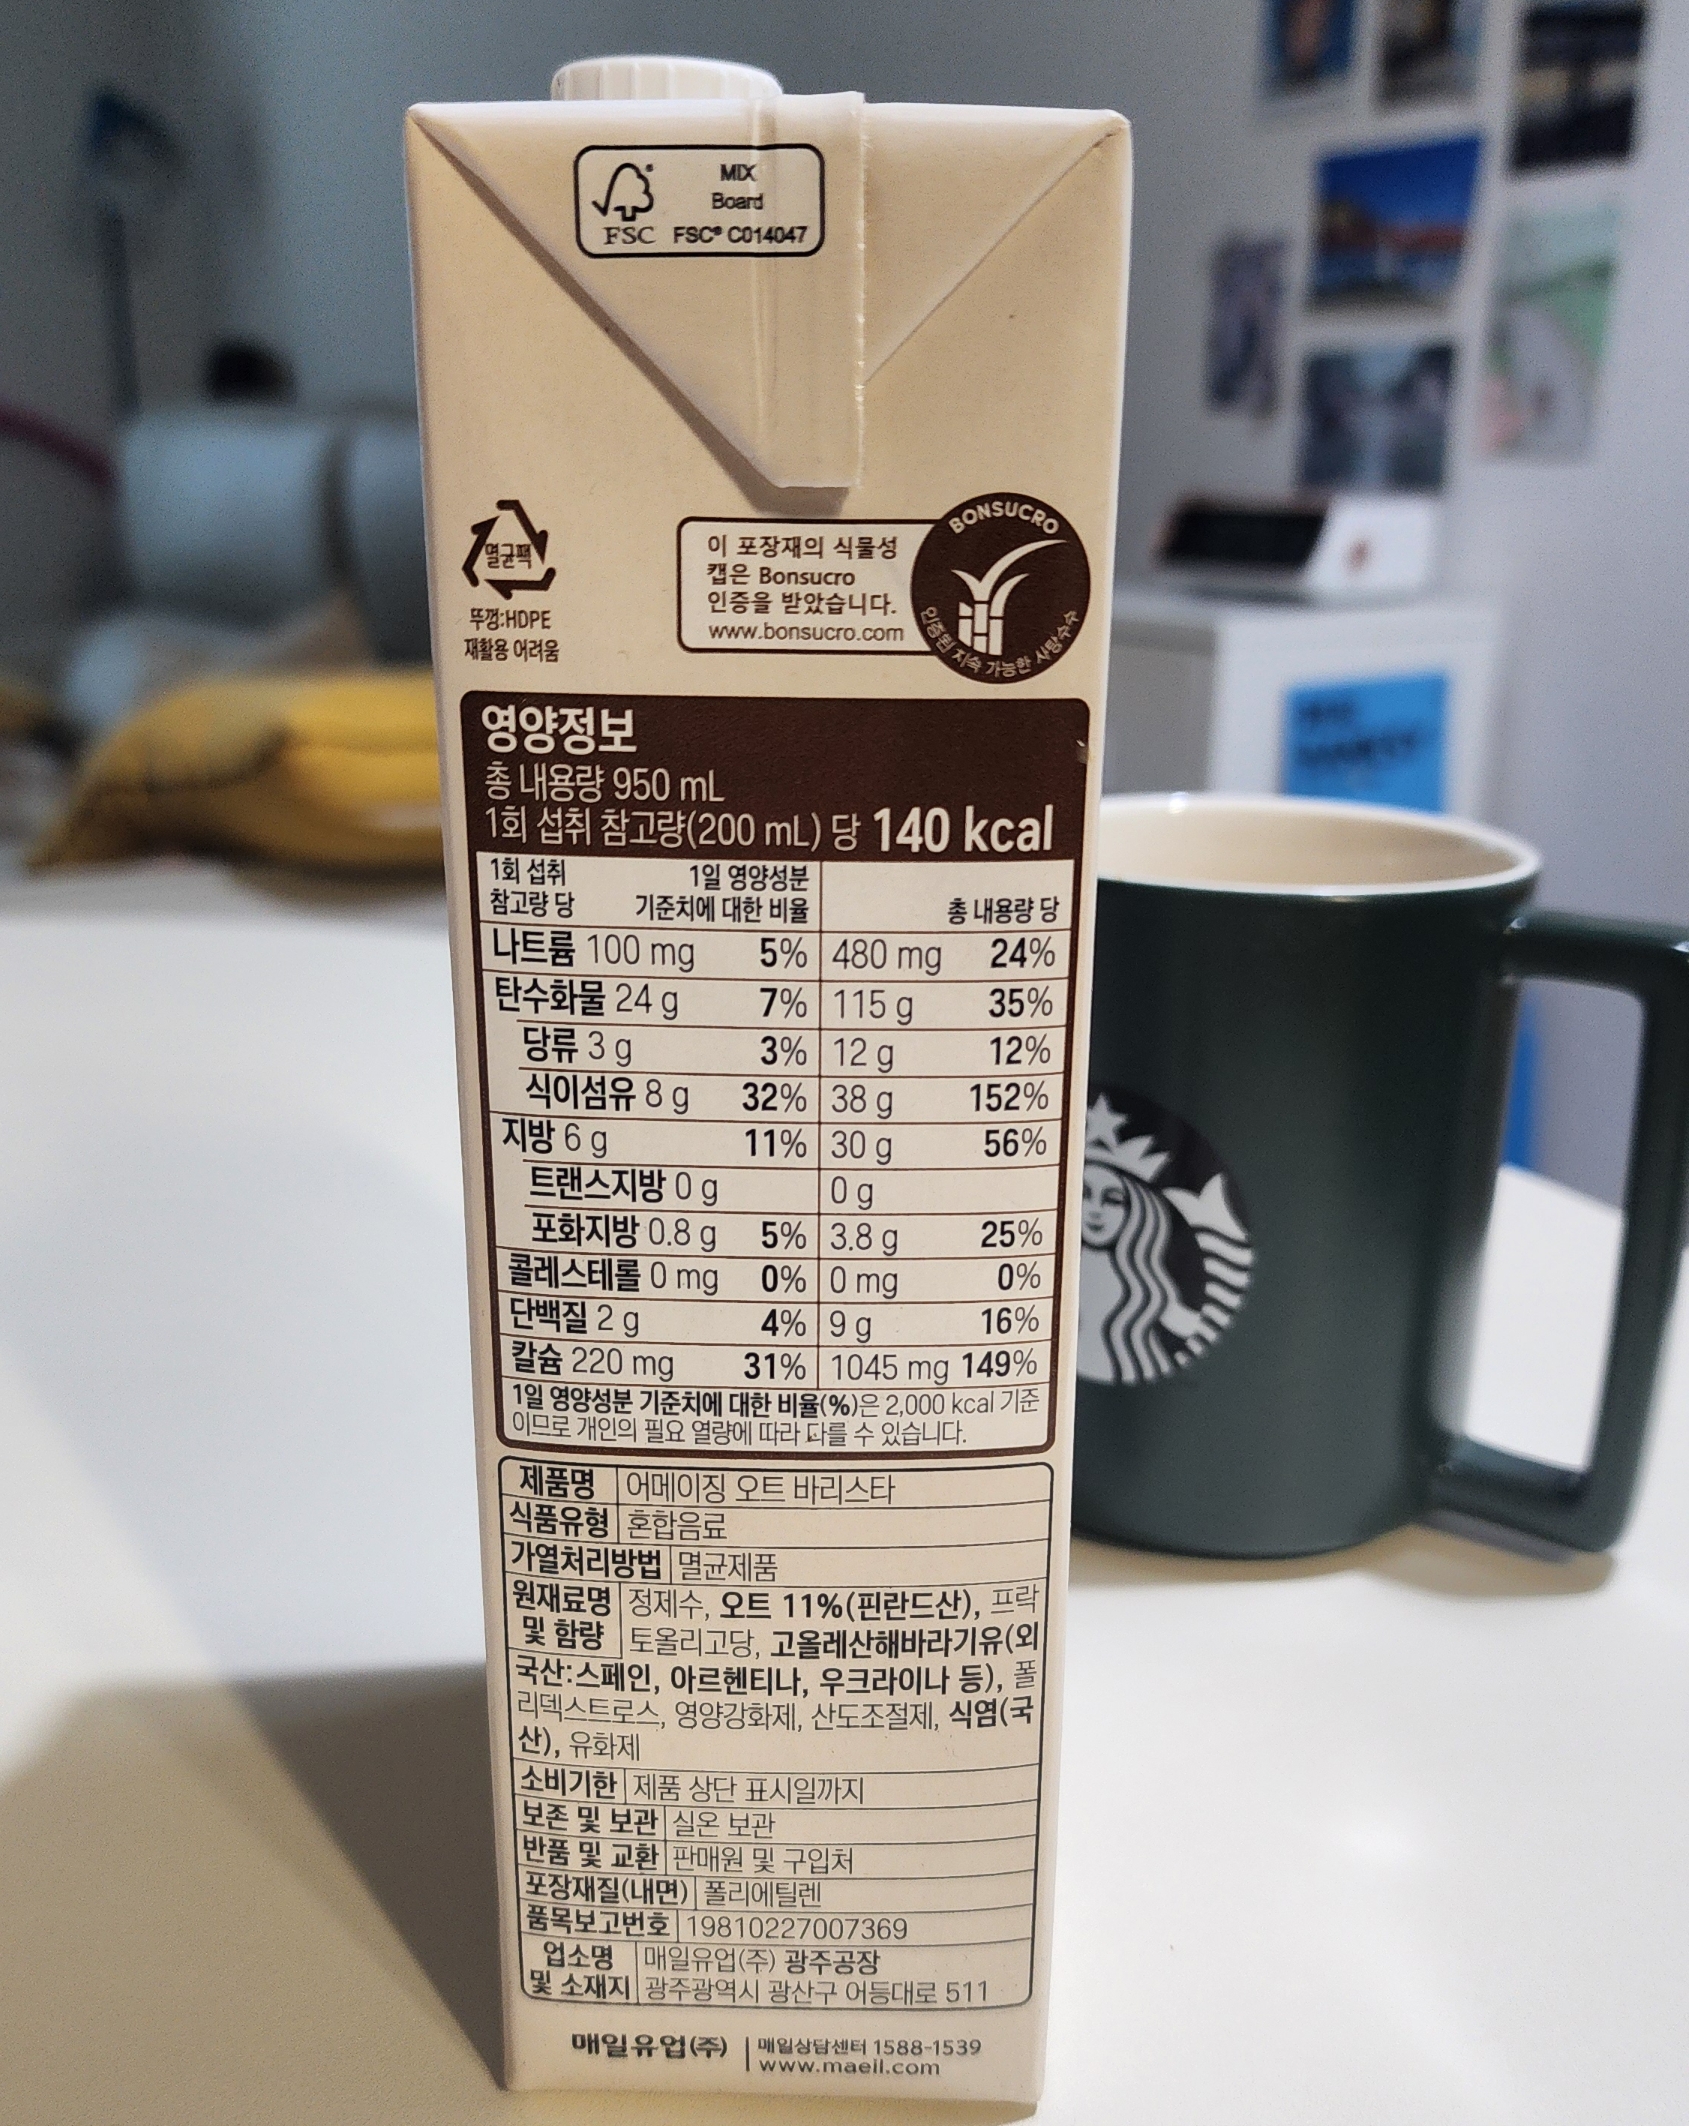 MIX
Board
FSC FSC® C014047
멸균팩
뚜껑:HDPE
재활용 어려움
이 포장재의 식물성
캡은 Bonsucro
인증을 받았습니다.
www.bonsucro.com
BONSUCRO
인증된 지속 가능한 사탕수수
영양정보
총 내용량 950 mL
1회 섭취 참고량(200 mL) 당 140 kcal
1회 섭취 1일 영양성분
참고량 당 기준치에 대한 비율 총 내용량 당
나트륨 100 mg 5% 480 mg 24%
탄수화물 24 g 7% 115 g 35%
당류 3 g 3% 12 g 12%
식이섬유 8 g 32% 38 g 152%
지방 6 g 11% 30 g 56%
트랜스지방 0 g 0 g
포화지방 0.8 g 5% 3.8 g 25%
콜레스테롤 0 mg 0% 0 mg 0%
단백질 2 g 4% 9 g 16%
칼슘 220 mg 31% 1045 mg 149%
1일 영양성분 기준치에 대한 비율(%)은 2,000 kcal 기준
이므로 개인의 필요 열량에 따라 다를 수 있습니다.
제품명 어메이징 오트 바리스타
식품유형 혼합음료
가열처리방법 멸균제품
원재료명 정제수, 오트 11%(핀란드산), 프락
및 함량 토올리고당, 고올레산해바라기유(외
국산:스페인, 아르헨티나, 우크라이나 등), 폴
리덱스트로스, 영양강화제, 산도조절제, 식염(국
산), 유화제
소비기한 제품 상단 표시일까지
보존 및 보관 실온 보관
반품 및 교환 판매원 및 구입처
포장재질(내면) 폴리에틸렌
품목보고번호 19810227007369
업소명 매일유업(주) 광주공장
및 소재지 광주광역시 광산구 어등대로 511
매일유업(주) 매일상담센터 1588-1539
www.maeil.com